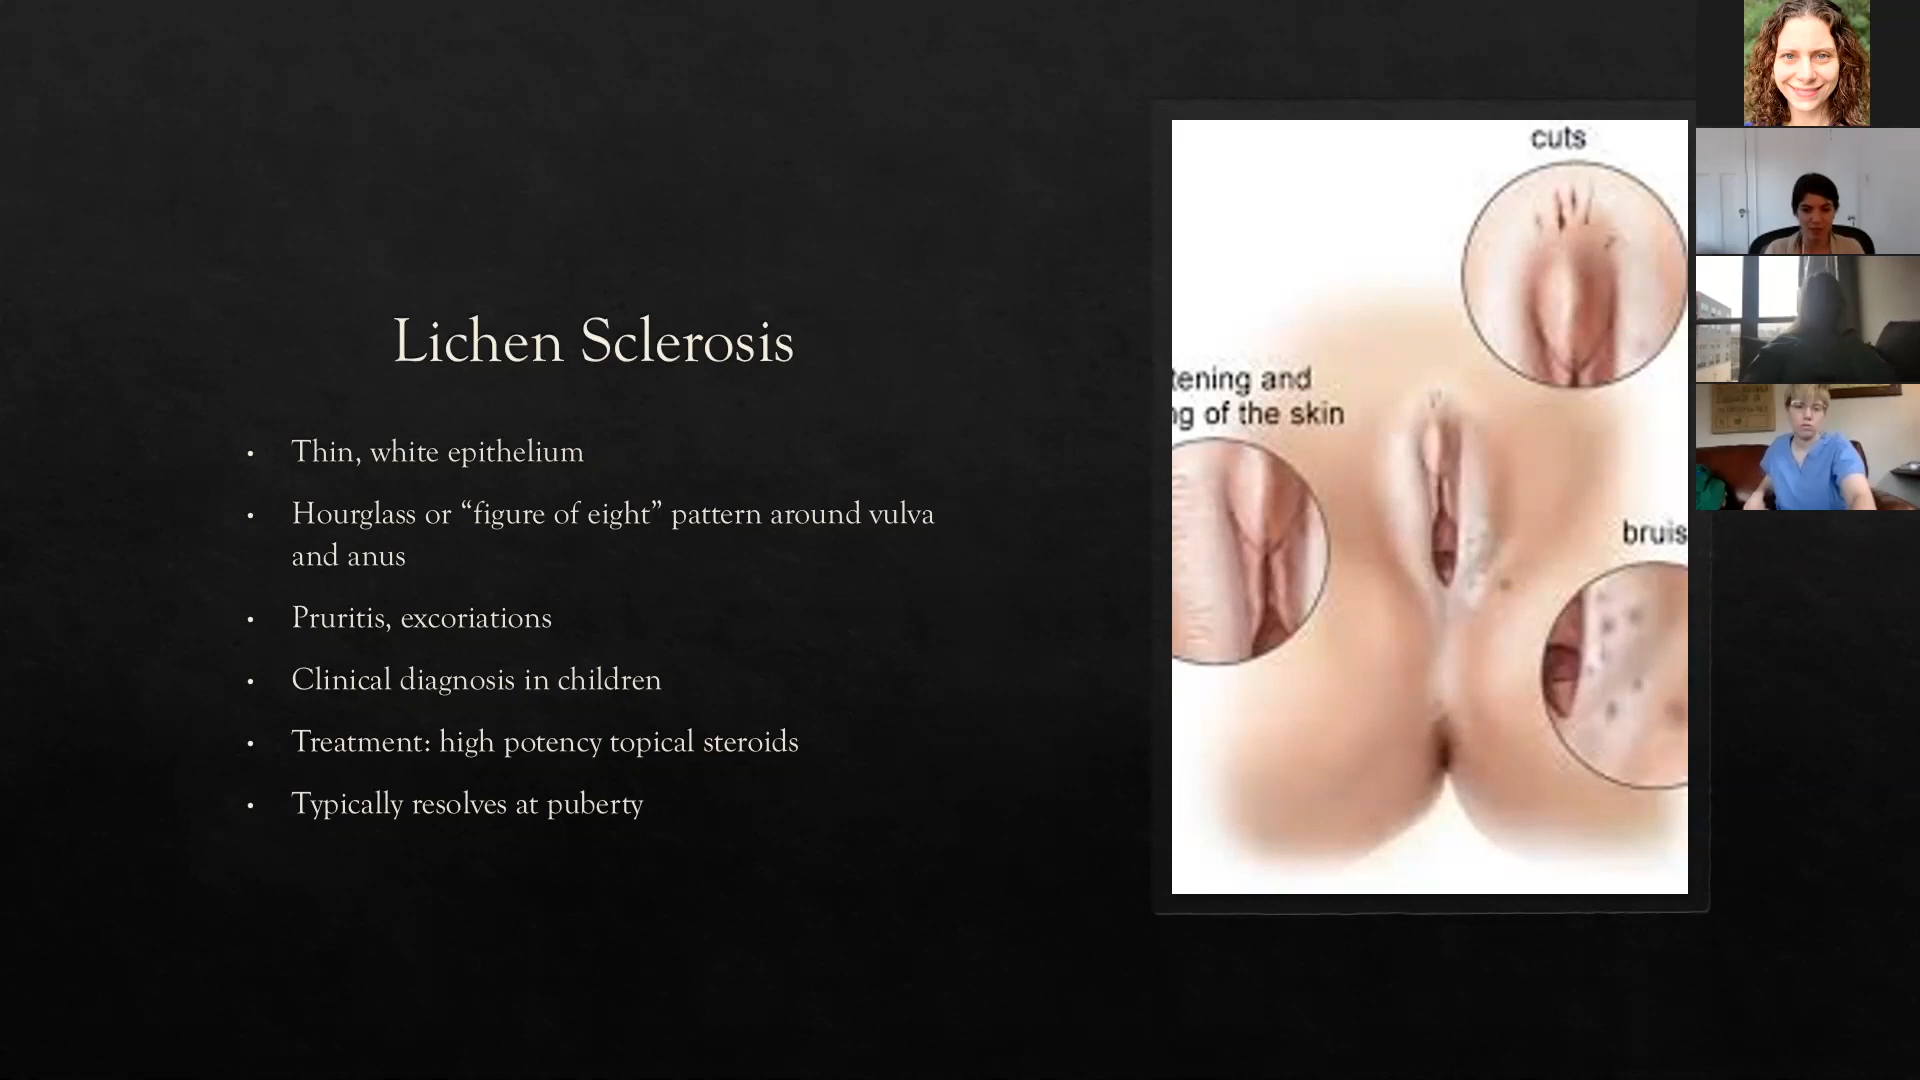 Lichen Sclerosis
• Thin, white epithelium
• Hourglass or “figure of eight” pattern around vulva
and anus
• Pruritis, excoriations
• Clinical diagnosis in children
• Treatment: high potency topical steroids
• Typically resolves at puberty
cuts
tening and
g of the skin
bruis